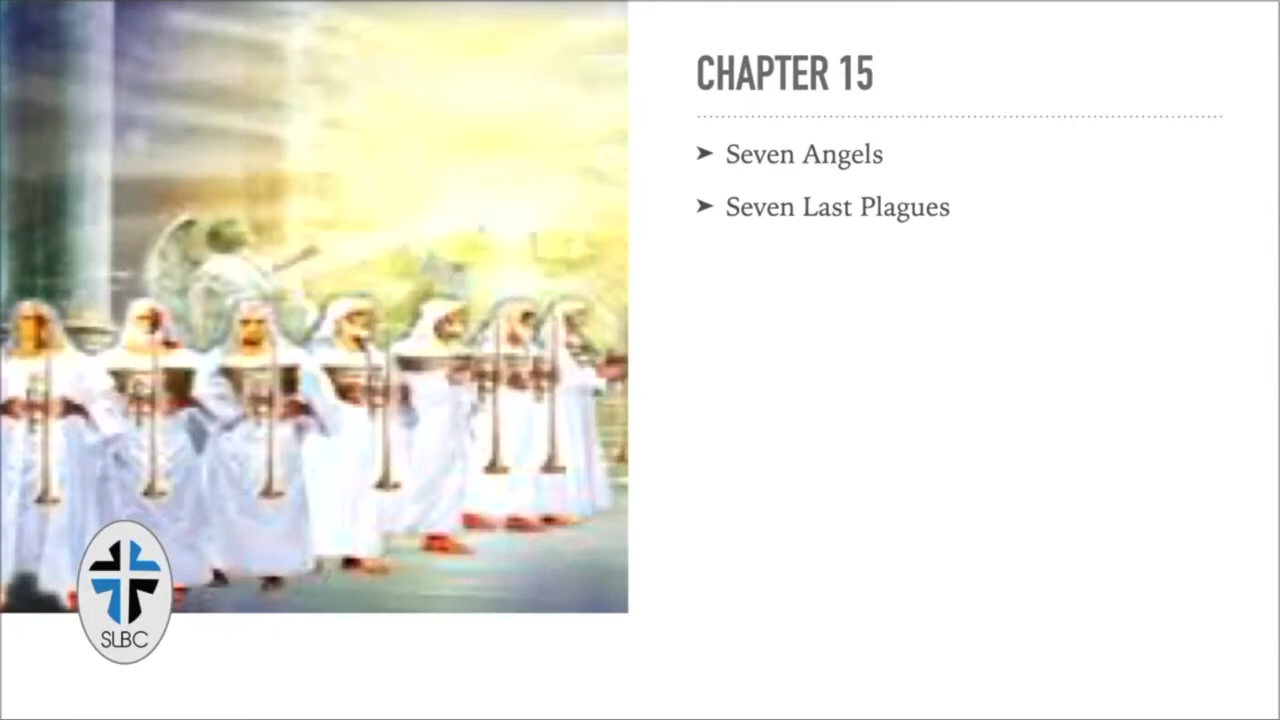 CHAPTER 15
➤ Seven Angels
➤ Seven Last Plagues
SLBC